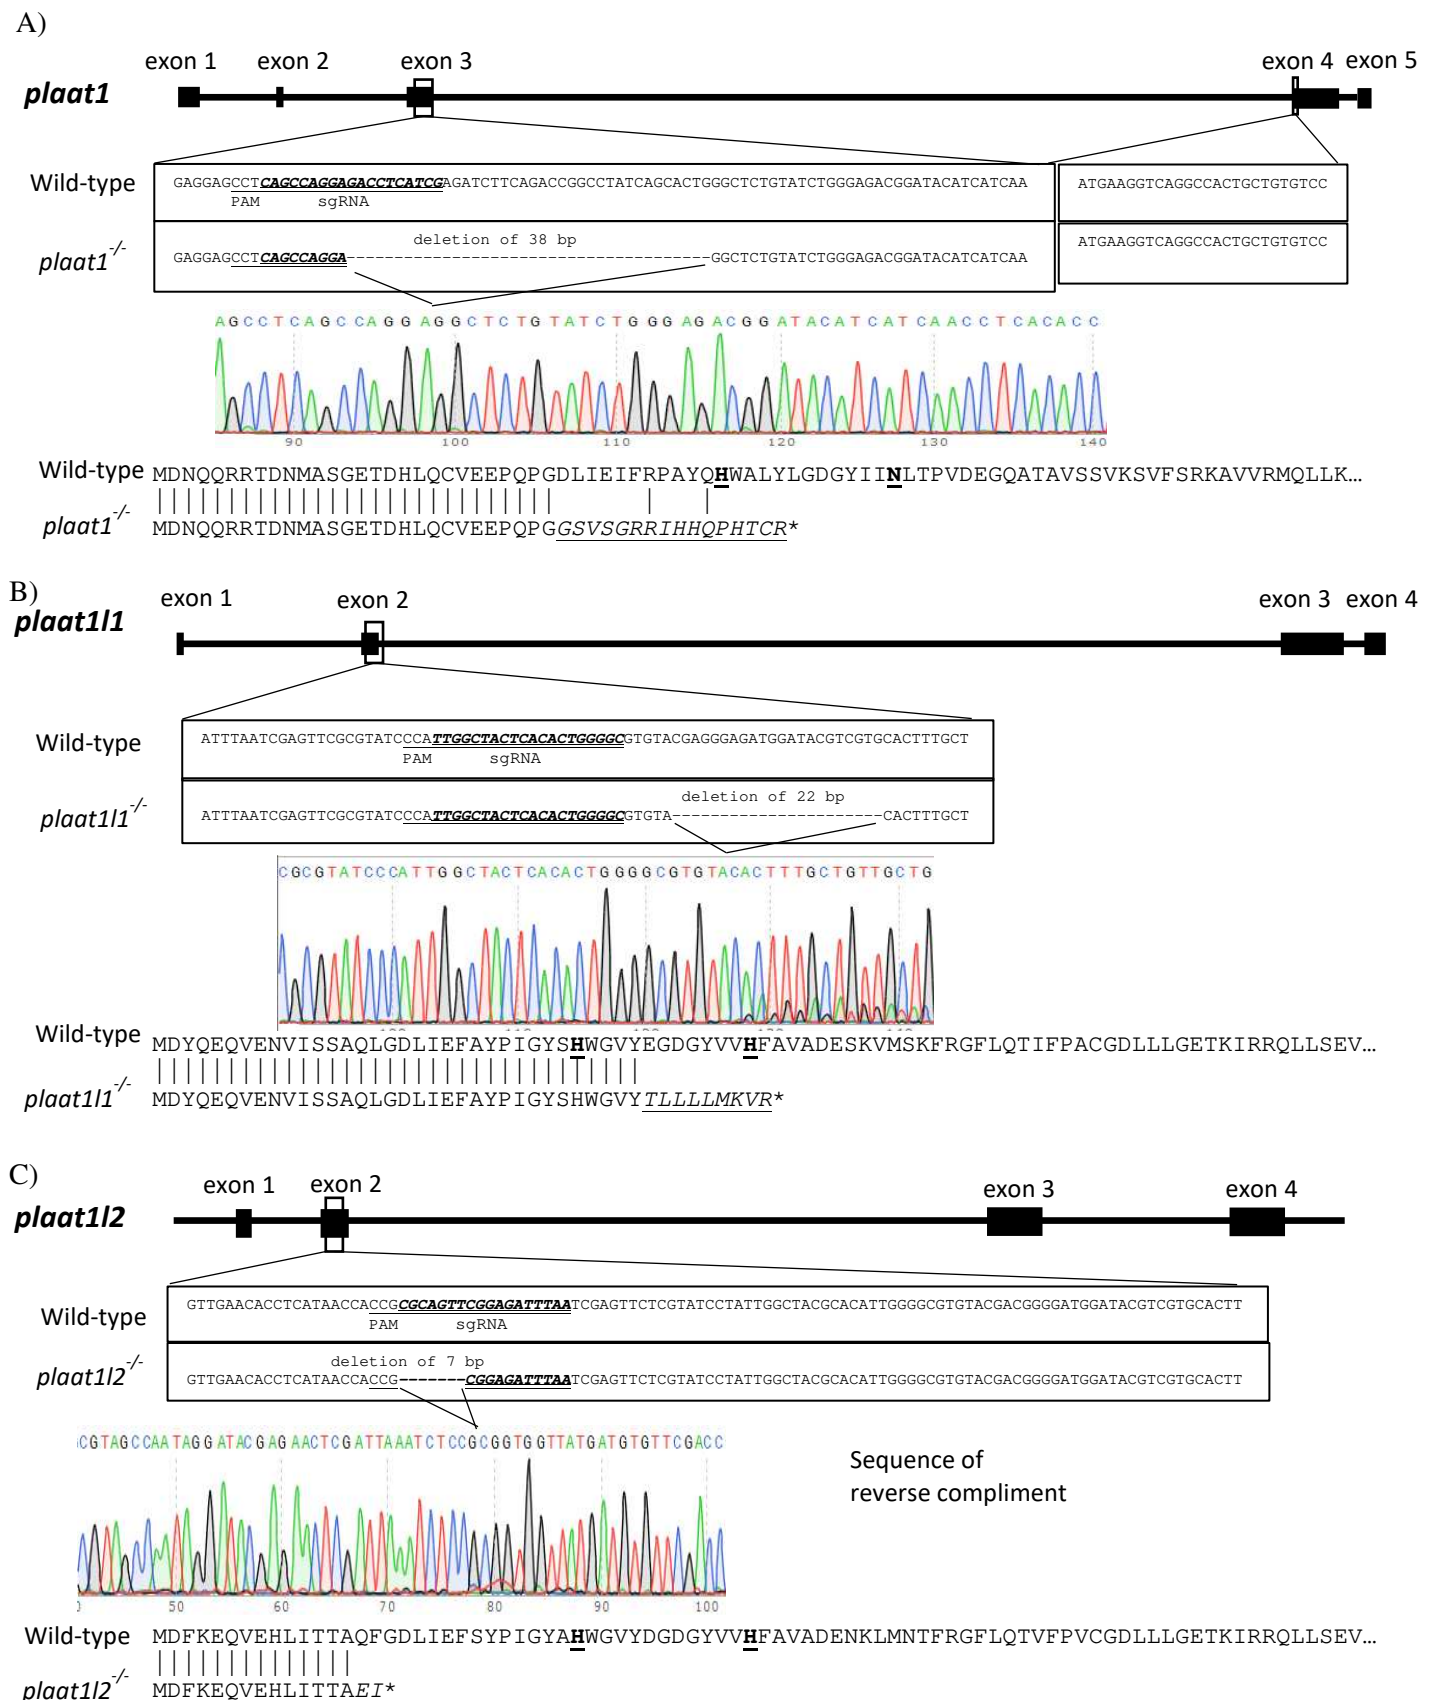 A)
exon 1 exon 2 exon 3 exon 4 exon 5
plaat1
Wild-type GAGGAGCCTCAGCCAGGAGACCTCATCGAGATCTTCAGACCGGCCTATCAGCACTGGGCTCTGTATCTGGGAGACGGATACATCATCAA ATGAAGGTCAGGCCACTGCTGTGTCC
PAM sgRNA
deletion of 38 bp
plaat1-/- GAGGAGCCTCAGCCAGGA--------------------------------------GGCTCTGTATCTGGGAGACGGATACATCATCAA ATGAAGGTCAGGCCACTGCTGTGTCC
AGCCTCAGCCAGGAGGCTCTGTATCTGGGAGACGGATACATCATCAACCTCACACC
90 100 110 120 130 140
Wild-type MDNQQRRTDNMASGETDHLQCVEEPQPGDLIEIFRPAYQHWALYLGDGYIINLTPVDEGQATAVSSVKSVFSRKAVVRMQLLK…
plaat1-/- MDNQQRRTDNMASGETDHLQCVEEPQPGGSVSGRRIHHQPHTCR*
B)
exon 1 exon 2 exon 3 exon 4
plaat1l1
Wild-type ATTTAATCGAGTTCGCGTATCCCATTGGCTACTCACACTGGGGCGTGTACGAGGGAGATGGATACGTCGTGCACTTTGCT
PAM sgRNA
deletion of 22 bp
plaat1l1-/- ATTTAATCGAGTTCGCGTATCCCATTGGCTACTCACACTGGGGCGTGTA----------------------CACTTTGCT
CGCGTATCCCATTGGCTACTCACACTGGGGCGTGTACACTTTGCTGTTGCTG
Wild-type MDYQEQVENVISSAQLGDLIEFAYPIGYSHWGVYEGDGYVVHFAVADESKVMSKFRGFLQTIFPACGDLLLGETKIRRQLLSEV…
plaat1l1-/- MDYQEQVENVISSAQLGDLIEFAYPIGYSHWGVYTLLLLMKVR*
C)
exon 1 exon 2 exon 3 exon 4
plaat1l2
Wild-type GTTGAACACCTCATAACCACCGCGCAGTTCGGAGATTTAATCGAGTTCTCGTATCCTATTGGCTACGCACATTGGGGCGTGTACGACGGGGATGGATACGTCGTGCACTT
PAM sgRNA
deletion of 7 bp
plaat1l2-/- GTTGAACACCTCATAACCACCG-------CGGAGATTTAATCGAGTTCTCGTATCCTATTGGCTACGCACATTGGGGCGTGTACGACGGGGATGGATACGTCGTGCACTT
CGTAGCCAATAGGATACGAGAACTCGATTAAATCTCCGCGGTGGTTATGATGTGTTCGACC
Sequence of
reverse compliment
50 60 70 80 90 100
Wild-type MDFKEQVEHLITTAQFGDLIEFSYPIGYAHWGVYDGDGYVVHFAVADENKLMNTFRGFLQTVFPVCGDLLLGETKIRRQLLSEV…
plaat1l2-/- MDFKEQVEHLITTAEI*